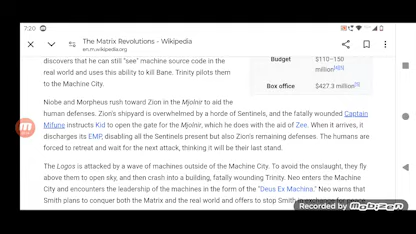 7:20
The Matrix Revolutions - Wikipedia
en.m.wikipedia.org
discovers that he can still "see" machine source code in the
real world and uses this ability to kill Bane. Trinity pilots them
to the Machine City.
Budget $110–150
million
Box office $427.3 million
Niobe and Morpheus rush toward Zion in the Mjolnir to aid the
human defenses. Zion's shipyard is overwhelmed by a horde of Sentinels, and the fatally wounded Captain
Mifune instructs Kid to open the gate for the Mjolnir, which he does with the aid of Zee. When it arrives, it
discharges its EMP, disabling all the Sentinels present but also Zion's remaining defenses. The humans are
forced to retreat and wait for the next attack, thinking it will be their last stand.
The Logos is attacked by a wave of machines outside of the Machine City. To avoid the onslaught, they fly
above them to open sky, and then crash into a building, fatally wounding Trinity. Neo enters the Machine
City and encounters the leadership of the machines in the form of the "Deus Ex Machina." Neo warns that
Smith plans to conquer both the Matrix and the real world and offers to stop Smith in exchange for peace
Recorded by Mobizen